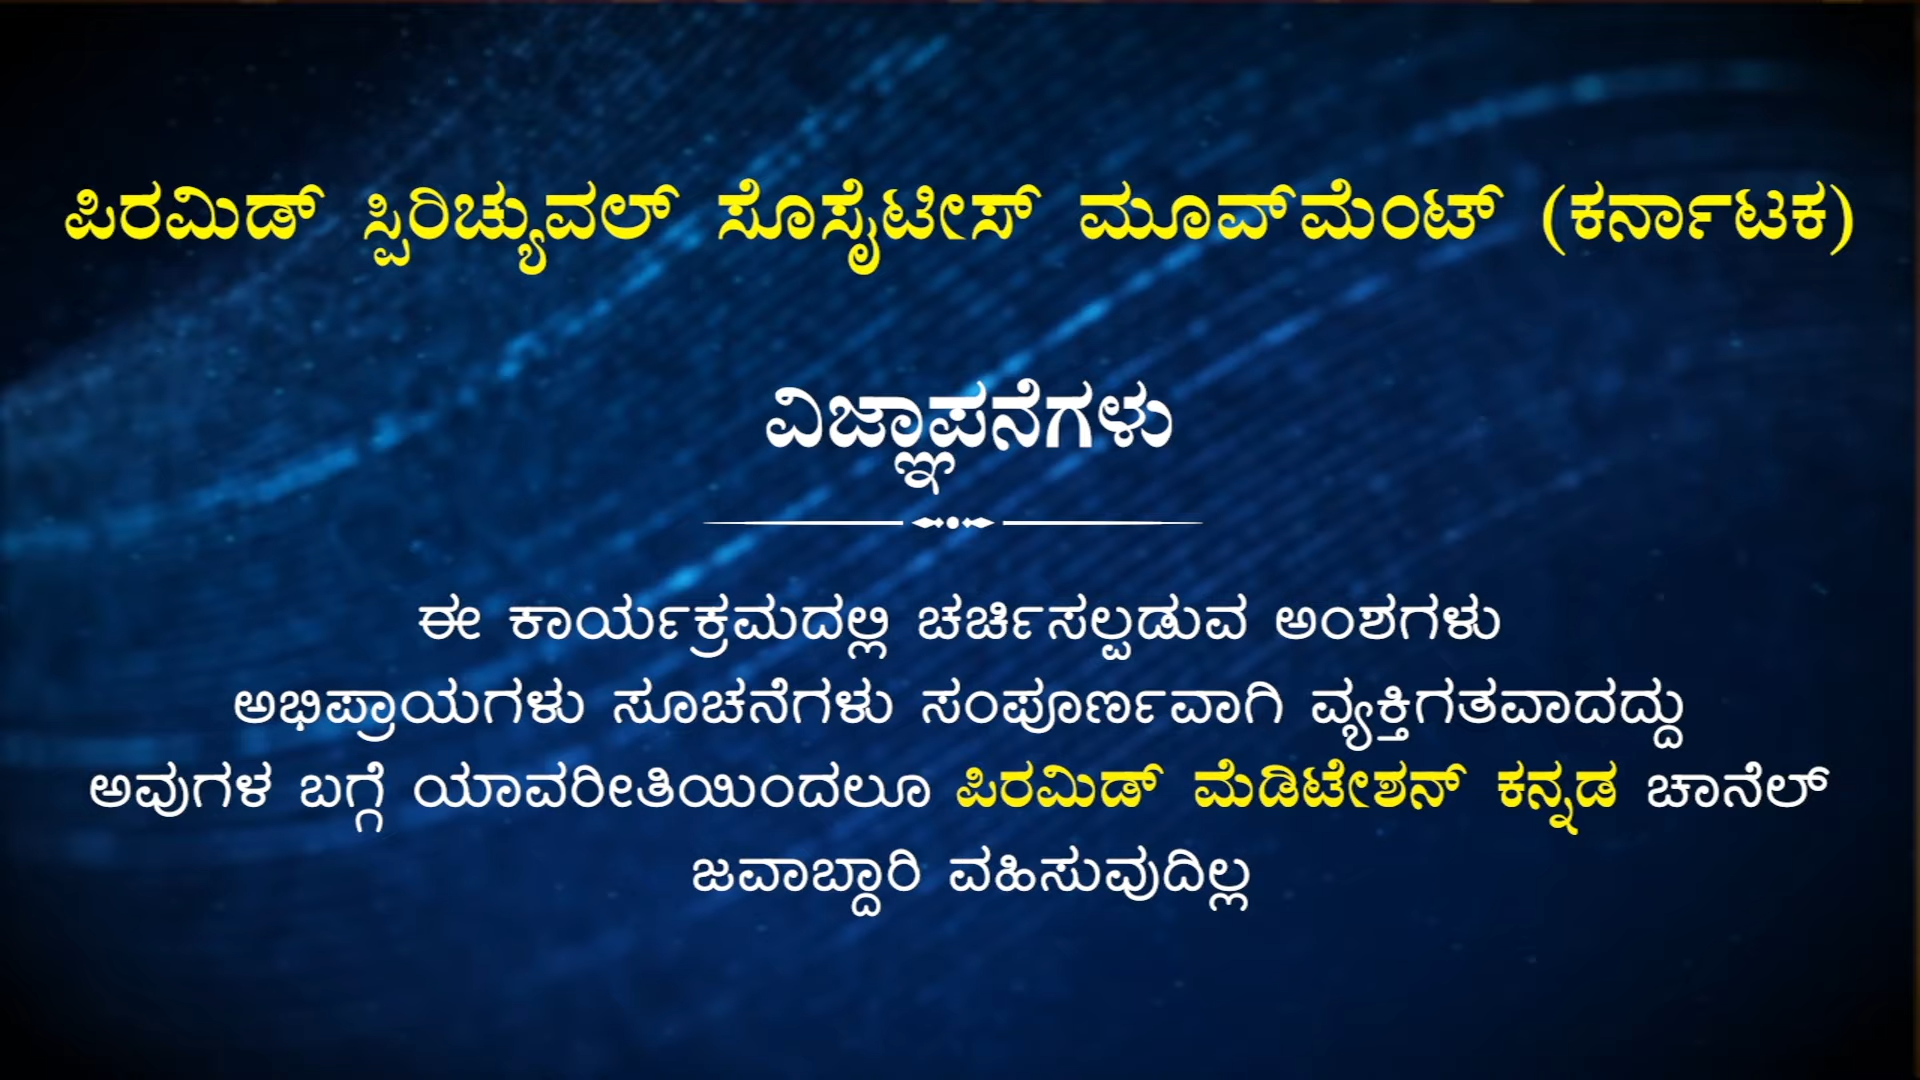 ಪಿರಮಿಡ್ ಸ್ಪಿರಿಚ್ಯುವಲ್ ಸೊಸೈಟೀಸ್ ಮೂವ್‌ಮೆಂಟ್ (ಕರ್ನಾಟಕ)
ವಿಜ್ಞಾಪನೆಗಳು
ಈ ಕಾರ್ಯಕ್ರಮದಲ್ಲಿ ಚರ್ಚಿಸಲ್ಪಡುವ ಅಂಶಗಳು
ಅಭಿಪ್ರಾಯಗಳು ಸೂಚನೆಗಳು ಸಂಪೂರ್ಣವಾಗಿ ವ್ಯಕ್ತಿಗತವಾದದ್ದು
ಅವುಗಳ ಬಗ್ಗೆ ಯಾವರೀತಿಯಿಂದಲೂ ಪಿರಮಿಡ್ ಮೆಡಿಟೇಶನ್ ಕನ್ನಡ ಚಾನೆಲ್
ಜವಾಬ್ದಾರಿ ವಹಿಸುವುದಿಲ್ಲ